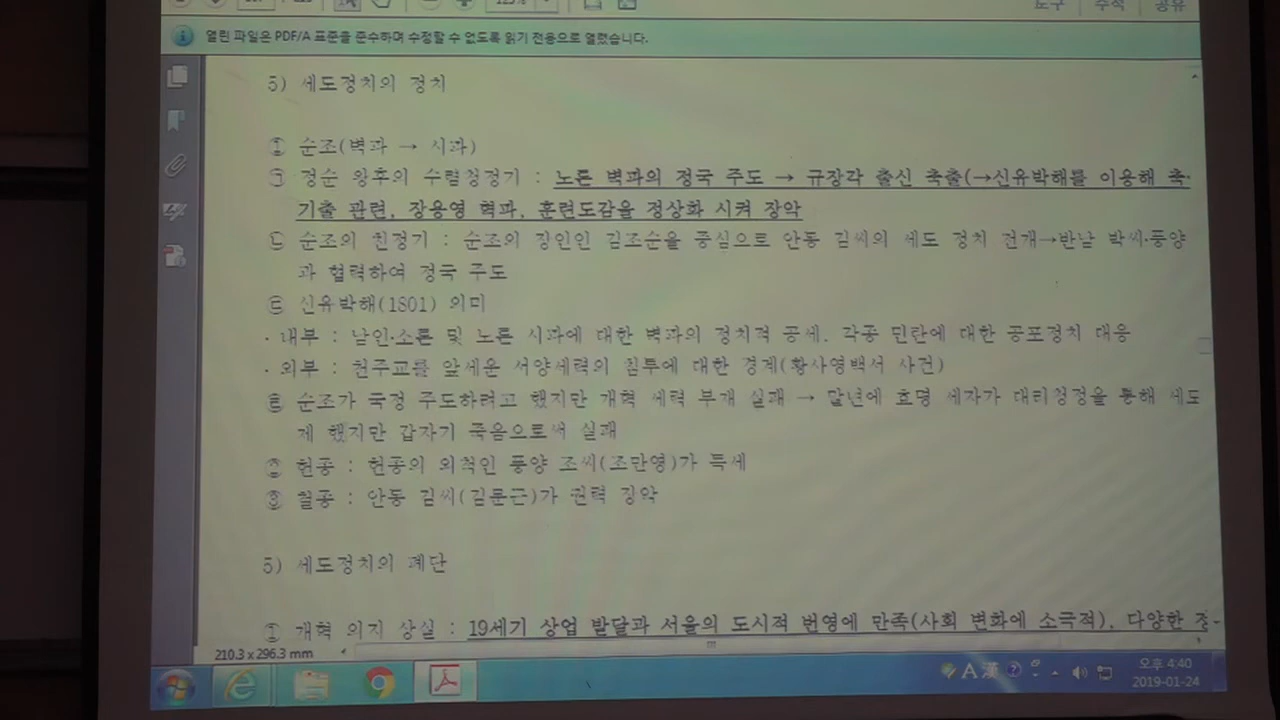 도구 수식 공유
열린 파일은 PDF/A 표준을 준수하며 수정할 수 없도록 읽기 전용으로 열렸습니다.
5) 세도정치의 정치
① 순조(벽파 → 시파)
㉠ 정순 왕후의 수렴청정기 : 노론 벽파의 정국 주도 → 규장각 출신 축출(→신유박해를 이용해 축
기출 관련, 장용영 혁파, 훈련도감을 정상화 시켜 장악
㉡ 순조의 친정기 : 순조의 장인인 김조순을 중심으로 안동 김씨의 세도 정치 전개→반남 박씨·풍양
과 협력하여 정국 주도
㉢ 신유박해(1801) 의미
· 내부 : 남인·소론 및 노론 시파에 대한 벽파의 정치적 공세. 각종 민란에 대한 공포정치 대응
· 외부 : 천주교를 앞세운 서양세력의 침투에 대한 경계(황사영백서 사건)
㉣ 순조가 국정 주도하려고 했지만 개혁 세력 부재 실패 → 말년에 효명 세자가 대리청정을 통해 세도
제 했지만 갑자기 죽음으로써 실패
② 헌종 : 헌종의 외척인 풍양 조씨(조만영)가 득세
③ 철종 : 안동 김씨(김문근)가 권력 장악
5) 세도정치의 폐단
① 개혁 의지 상실 : 19세기 상업 발달과 서울의 도시적 번영에 만족(사회 변화에 소극적), 다양한
210.3 x 296.3 mm
A 漢
오후 4:40
2019-01-24